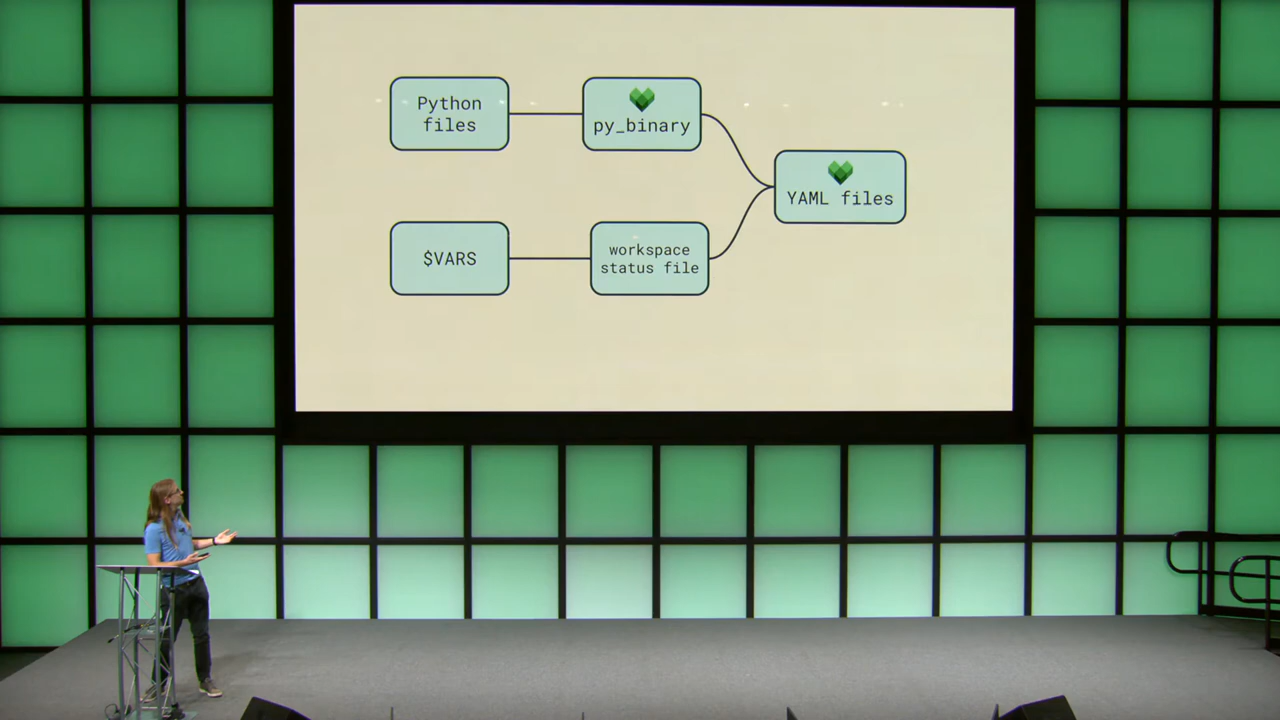 Python
files
py_binary
YAML files
$VARS
workspace
status file